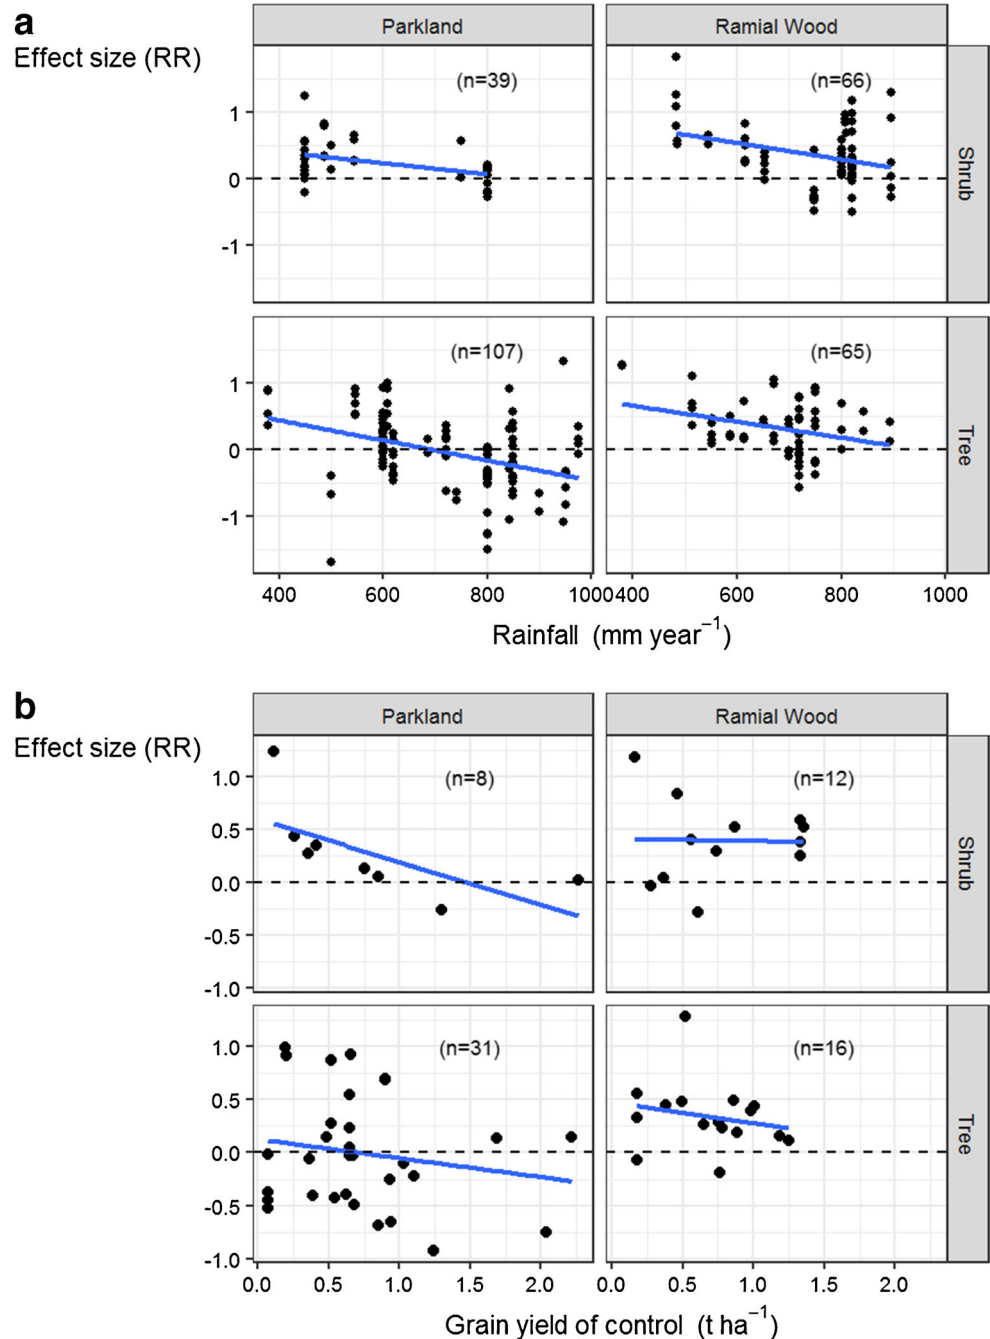 a
Effect size (RR)
Parkland
Ramial Wood
(n=39)
(n=66)
1
0
-1
Shrub
(n=107)
(n=65)
1
0
-1
Tree
400 600 800 1000 400 600 800 1000
Rainfall (mm year⁻¹)
b
Effect size (RR)
Parkland
Ramial Wood
(n=8)
(n=12)
1.0
0.5
0.0
-0.5
-1.0
Shrub
(n=31)
(n=16)
1.0
0.5
0.0
-0.5
-1.0
Tree
0.0 0.5 1.0 1.5 2.0 0.0 0.5 1.0 1.5 2.0
Grain yield of control (t ha⁻¹)